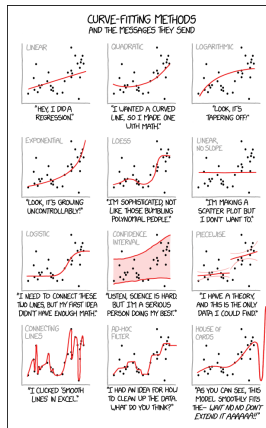 CURVE-FITTING METHODS
AND THE MESSAGES THEY SEND
LINEAR
"HEY, I DID A
REGRESSION."
QUADRATIC
"I WANTED A CURVED
LINE, SO I MADE ONE
WITH MATH."
LOGARITHMIC
"LOOK, IT'S
TAPERING OFF!"
EXPONENTIAL
"LOOK, IT'S GROWING
UNCONTROLLABLY!"
LOESS
"I'M SOPHISTICATED, NOT
LIKE THOSE BUMBLING
POLYNOMIAL PEOPLE."
LINEAR,
NO SLOPE
"I'M MAKING A
SCATTER PLOT BUT
I DON'T WANT TO."
LOGISTIC
"I NEED TO CONNECT THESE
TWO LINES, BUT MY FIRST IDEA
DIDN'T HAVE ENOUGH MATH."
CONFIDENCE
INTERVAL
"LISTEN, SCIENCE IS HARD.
BUT I'M A SERIOUS
PERSON DOING MY BEST."
PIECEWISE
"I HAVE A THEORY,
AND THIS IS THE ONLY
DATA I COULD FIND."
CONNECTING
LINES
"I CLICKED 'SMOOTH
LINES' IN EXCEL."
AD-HOC
FILTER
"I HAD AN IDEA FOR HOW
TO CLEAN UP THE DATA.
WHAT DO YOU THINK?"
HOUSE OF
CARDS
"AS YOU CAN SEE, THIS
MODEL SMOOTHLY FITS
THE- WAIT NO NO DON'T
EXTEND IT AAAAAA!!"